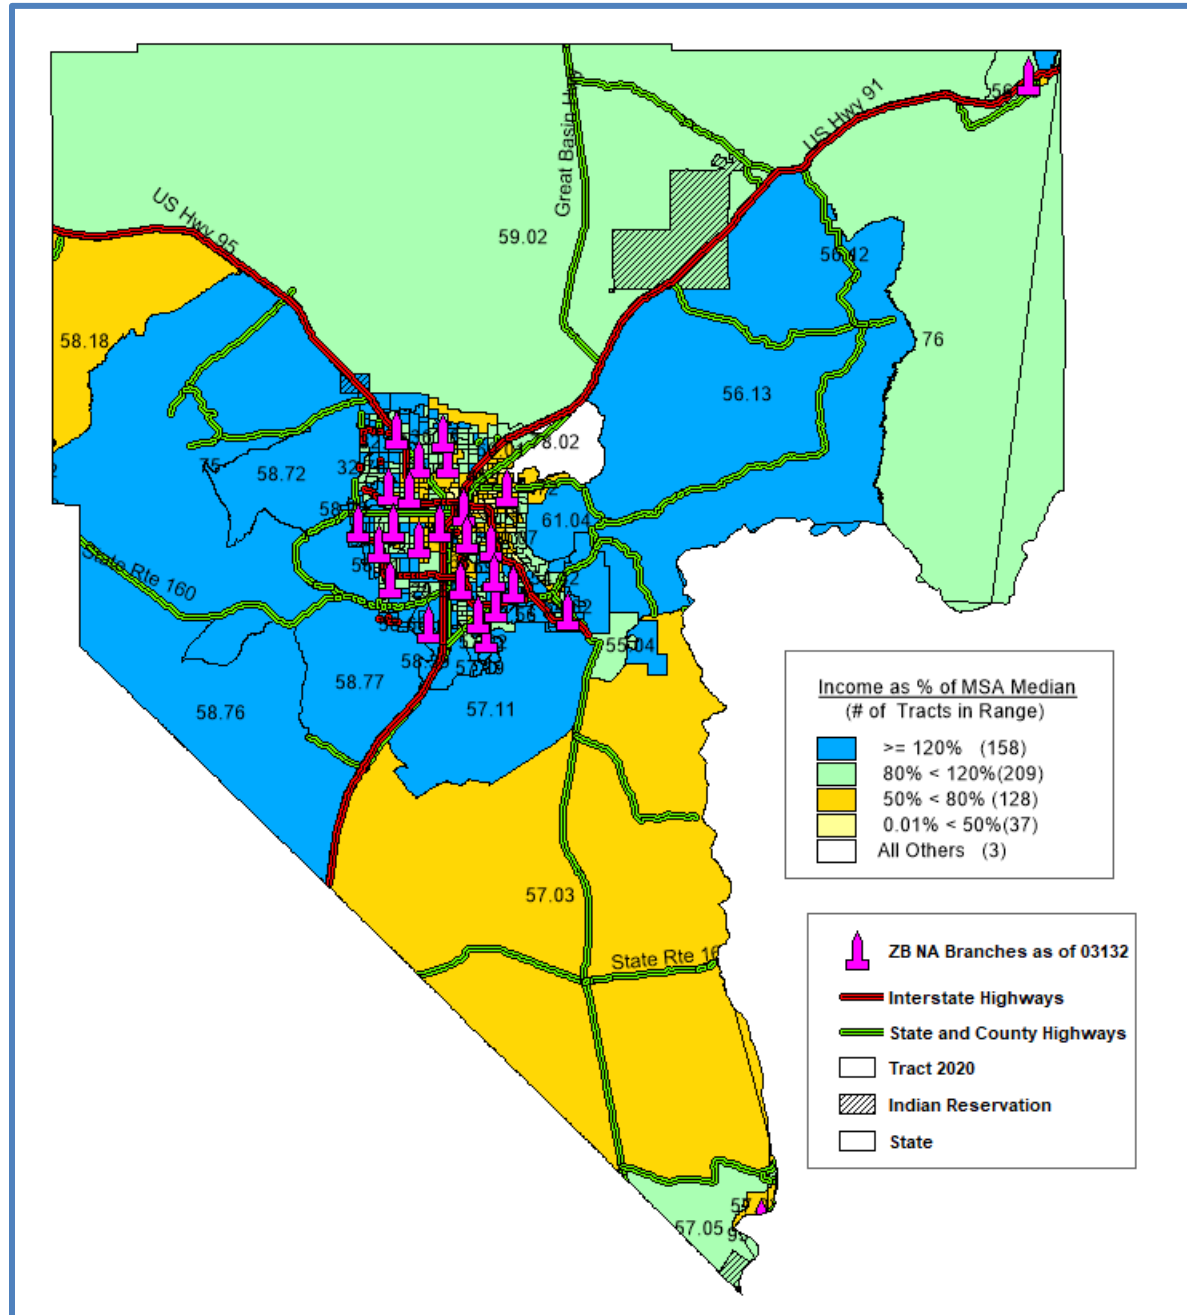 US Hwy 91
Great Basin Hwy
US Hwy 95
59.02
56.12
58.18
76
56.13
78.02
75
58.72
61.04
State Rte 160
55.04
58.77
58.76
57.11
57.03
State Rte 16
57.05
Income as % of MSA Median
(# of Tracts in Range)
>= 120% (158)
80% < 120%(209)
50% < 80% (128)
0.01% < 50%(37)
All Others (3)
ZB NA Branches as of 03132
Interstate Highways
State and County Highways
Tract 2020
Indian Reservation
State